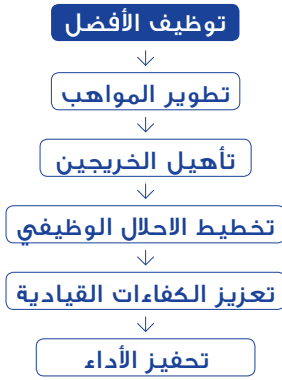 توظيف الأفضل
تطوير المواهب
تأهيل الخريجين
تخطيط الاحلال الوظيفي
تعزيز الكفاءات القيادية
تحفيز الأداء